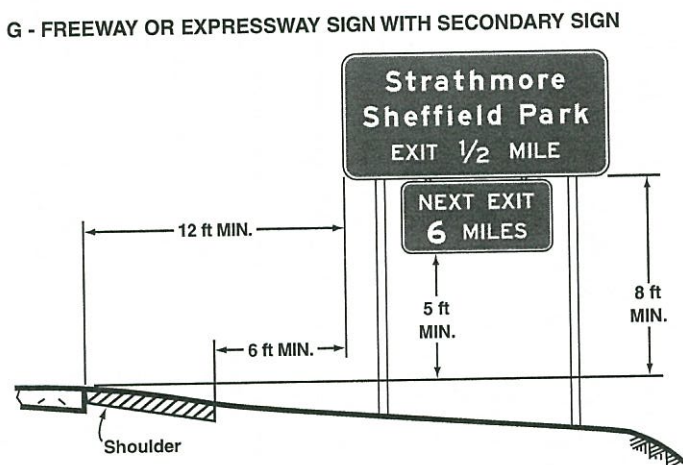 G - FREEWAY OR EXPRESSWAY SIGN WITH SECONDARY SIGN
Strathmore
Sheffield Park
EXIT 1/2 MILE
NEXT EXIT
6 MILES
12 ft MIN.
6 ft MIN.
5 ft
MIN.
8 ft
MIN.
Shoulder